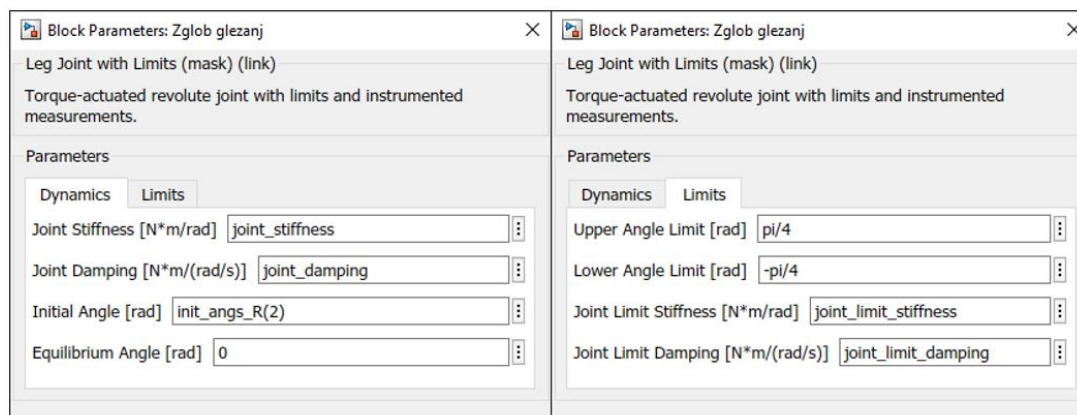 Block Parameters: Zglob glezanj
Leg Joint with Limits (mask) (link)
Torque-actuated revolute joint with limits and instrumented
measurements.
Parameters
Dynamics Limits
Joint Stiffness [N*m/rad] joint_stiffness
Joint Damping [N*m/(rad/s)] joint_damping
Initial Angle [rad] init_angs_R(2)
Equilibrium Angle [rad] 0
Block Parameters: Zglob glezanj
Leg Joint with Limits (mask) (link)
Torque-actuated revolute joint with limits and instrumented
measurements.
Parameters
Dynamics Limits
Upper Angle Limit [rad] pi/4
Lower Angle Limit [rad] -pi/4
Joint Limit Stiffness [N*m/rad] joint_limit_stiffness
Joint Limit Damping [N*m/(rad/s)] joint_limit_damping